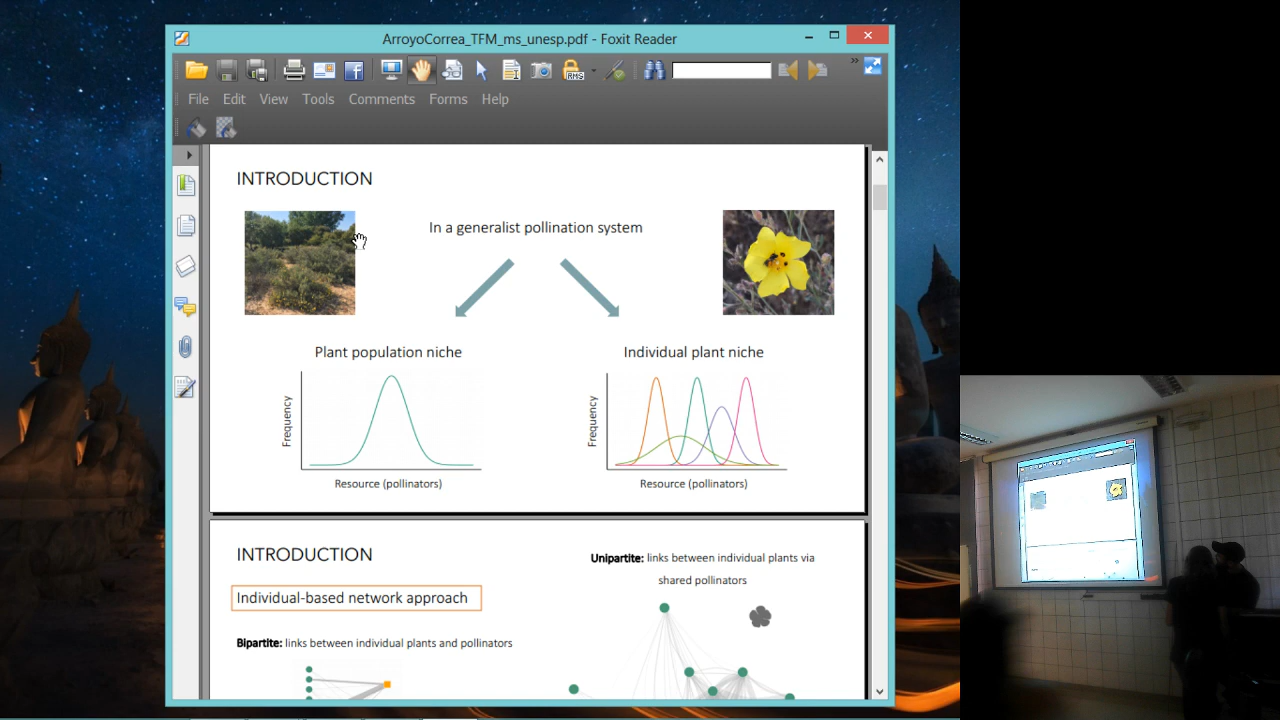 ArroyoCorrea_TFM_ms_unesp.pdf - Foxit Reader
RMS
File Edit View Tools Comments Forms Help
INTRODUCTION
In a generalist pollination system
Plant population niche
Individual plant niche
Frequency
Frequency
Resource (pollinators)
Resource (pollinators)
INTRODUCTION
Unipartite: links between individual plants via
shared pollinators
Individual-based network approach
Bipartite: links between individual plants and pollinators